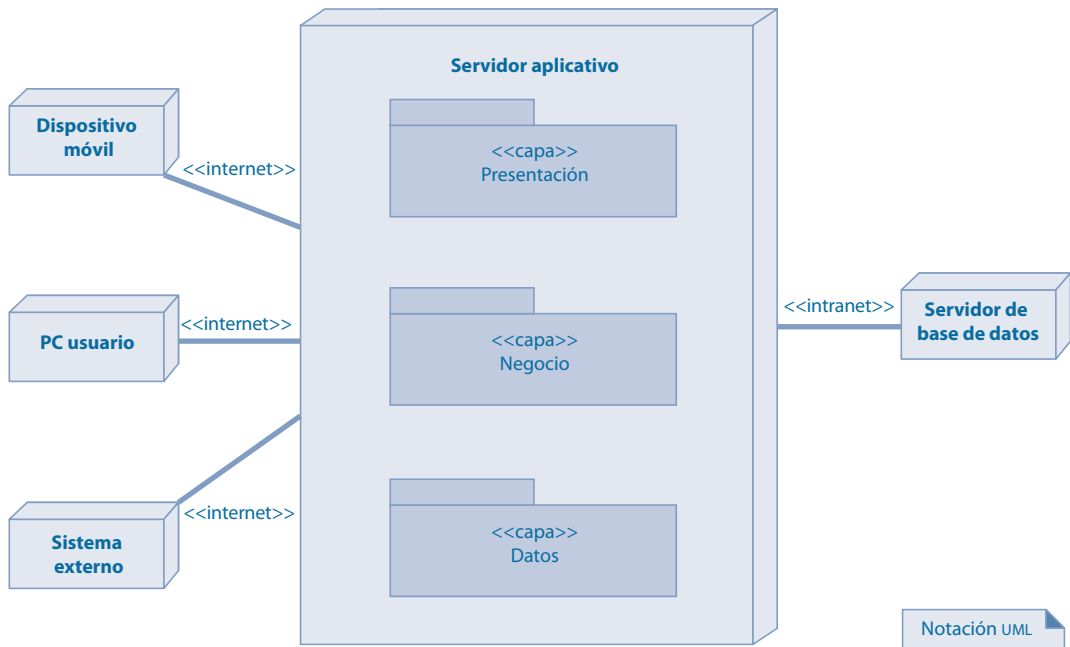 Servidor aplicativo
Dispositivo
móvil
<<internet>>
<<capa>>
Presentación
PC usuario
<<internet>>
<<capa>>
Negocio
<<intranet>>
Servidor de
base de datos
Sistema
externo
<<internet>>
<<capa>>
Datos
Notación UML